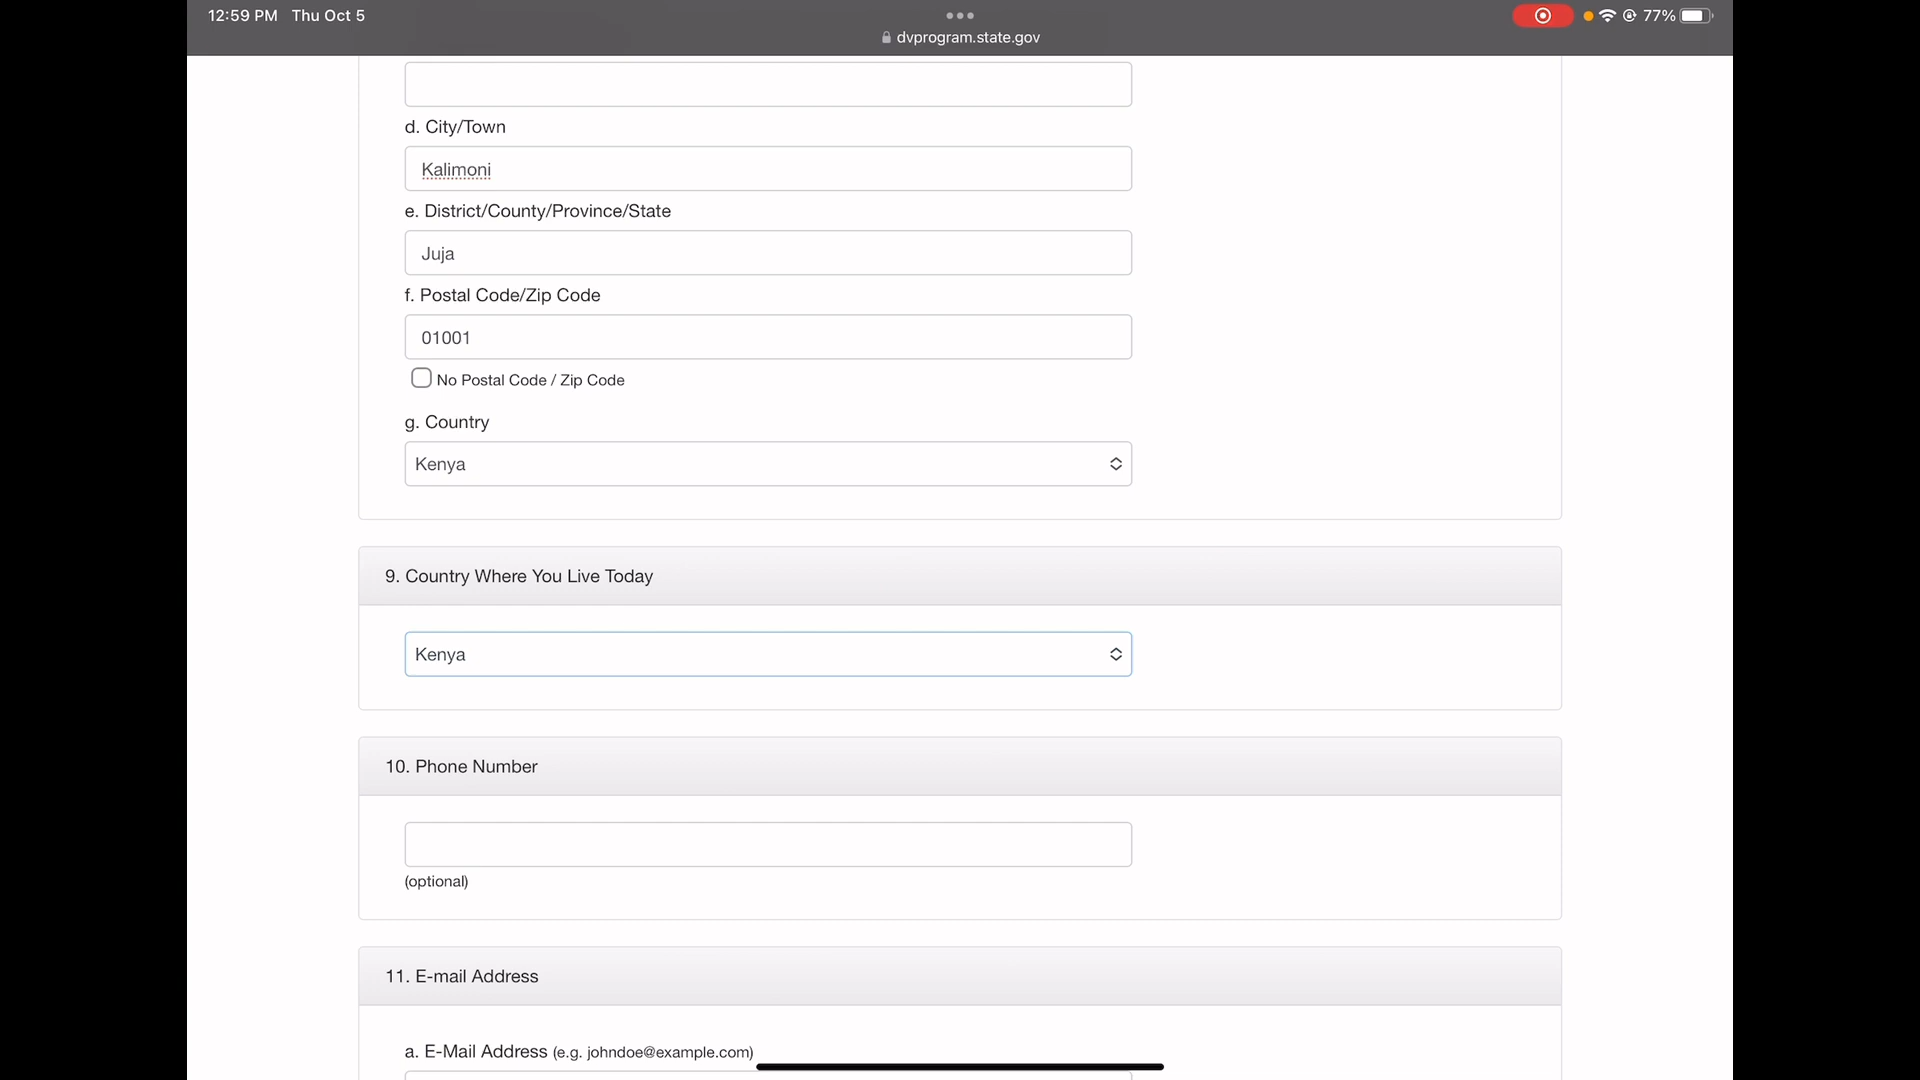 12:59 PM Thu Oct 5
77%
dvprogram.state.gov
d. City/Town
Kalimoni
e. District/County/Province/State
Juja
f. Postal Code/Zip Code
01001
No Postal Code / Zip Code
g. Country
Kenya
9. Country Where You Live Today
Kenya
10. Phone Number
(optional)
11. E-mail Address
a. E-Mail Address (e.g. johndoe@example.com)